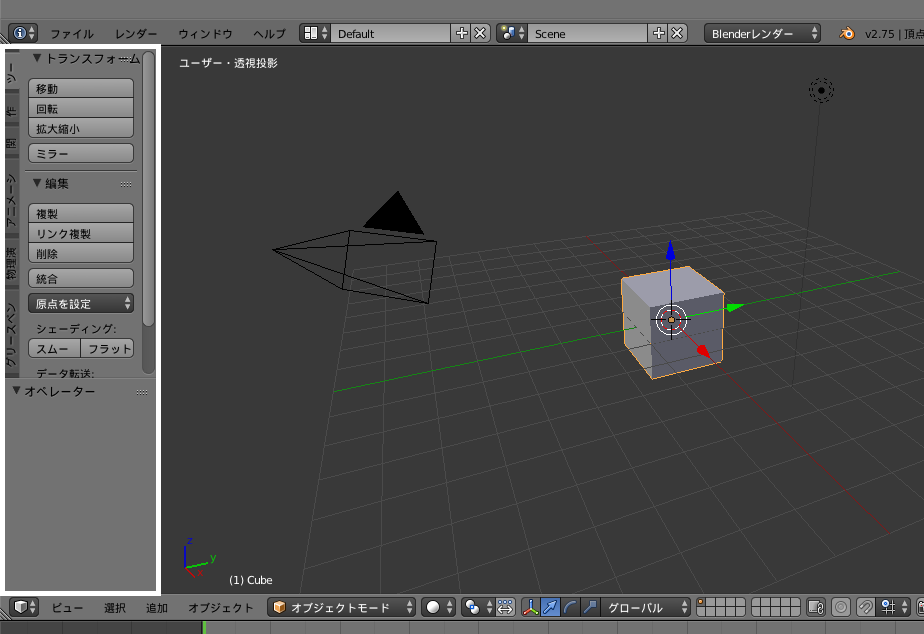 ファイル レンダー ウィンドウ ヘルプ Default Scene Blenderレンダー v2.75 | 頂点
ユーザー・透視投影
トランスフォーム
移動
回転
拡大縮小
ミラー
編集
複製
リンク複製
削除
統合
原点を設定
シェーディング:
スムー フラット
データ転送:
オペレーター
ツー
作
関
アニメーシ
物理演
グリースペン
z
y
(1) Cube
ビュー 選択 追加 オブジェクト オブジェクトモード グローバル